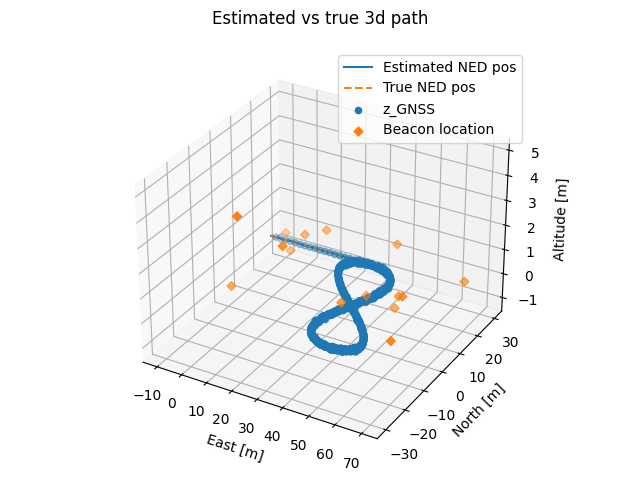 Estimated vs true 3d path
Estimated NED pos
True NED pos
z_GNSS
Beacon location
5
4
3
2
1
0
−1
Altitude [m]
30
20
10
0
−10
−20
−30
North [m]
−10
0
10
20
30
40
50
60
70
East [m]